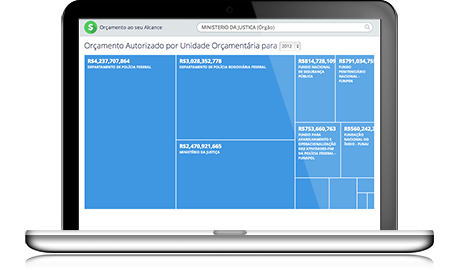 Orçamento ao seu Alcance
MINISTERIO DA JUSTIÇA (Órgão)
Orçamento Autorizado por Unidade Orçamentária para 2012
R$4,237,707,864
DEPARTAMENTO DE POLÍCIA FEDERAL
R$3,028,352,778
DEPARTAMENTO DE POLÍCIA RODOVIÁRIA FEDERAL
R$2,470,921,665
MINISTÉRIO DA JUSTIÇA
R$814,728,109
FUNDO NACIONAL
DE SEGURANÇA
PÚBLICA
R$791,054,755
FUNDO
PENITENCIÁRIO
NACIONAL -
FUNPEN
R$753,660,763
FUNDO PARA
APARELHAMENTO E
OPERACIONALIZAÇÃO
DAS ATIVIDADES-FIM
DA POLÍCIA FEDERAL -
FUNAPOL
R$560,242,
FUNDAÇÃO
NACIONAL DO
ÍNDIO - FUNAI